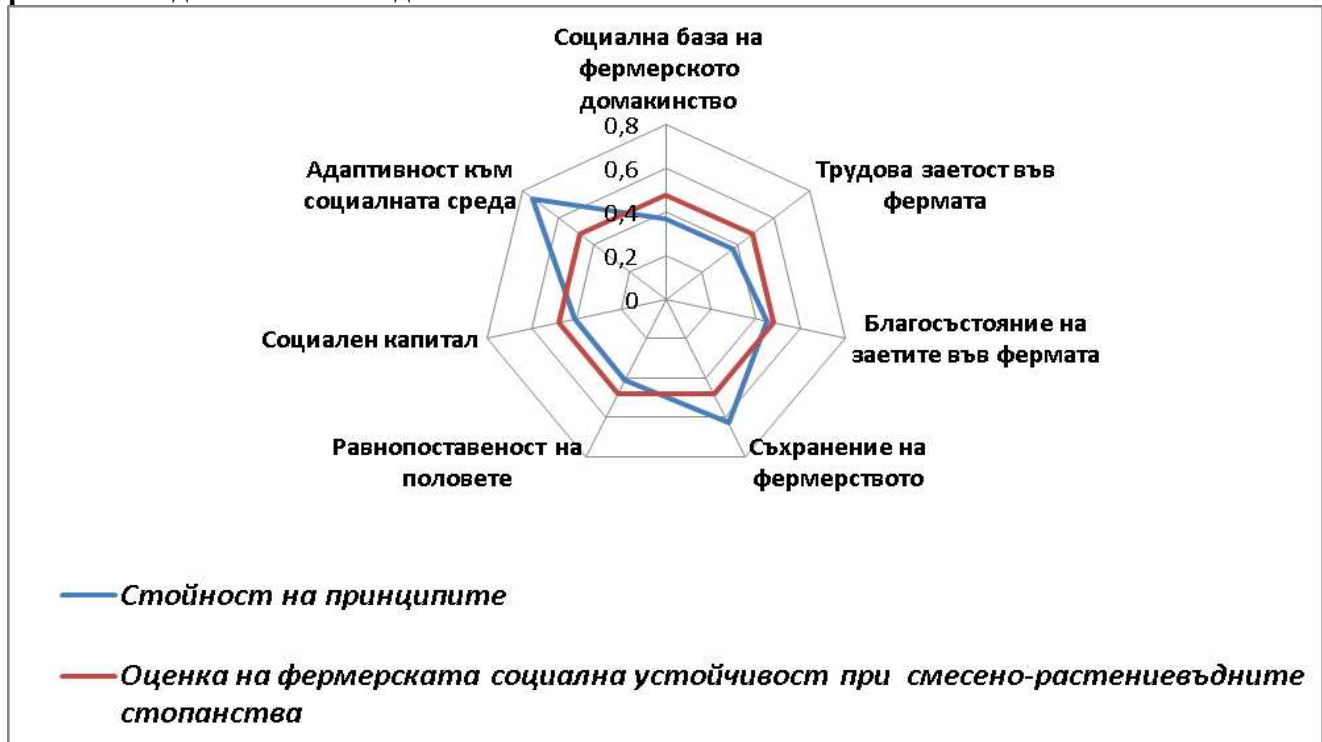 Социална база на
фермерското
домакинство
0,8
0,6
0,4
0,2
0
Адаптивност към
социалната среда
Трудова заетост във
фермата
Социален капитал
Благосъстояние на
заетите във фермата
Равнопоставеност на
половете
Съхранение на
фермерството
Стойност на принципите
Оценка на фермерската социална устойчивост при смесено-растениевъдните
стопанства